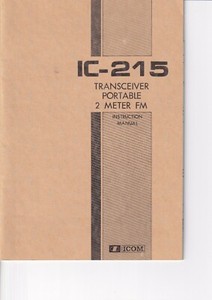 IC-215
TRANSCEIVER
PORTABLE
2 METER FM
INSTRUCTION
MANUAL
ICOM